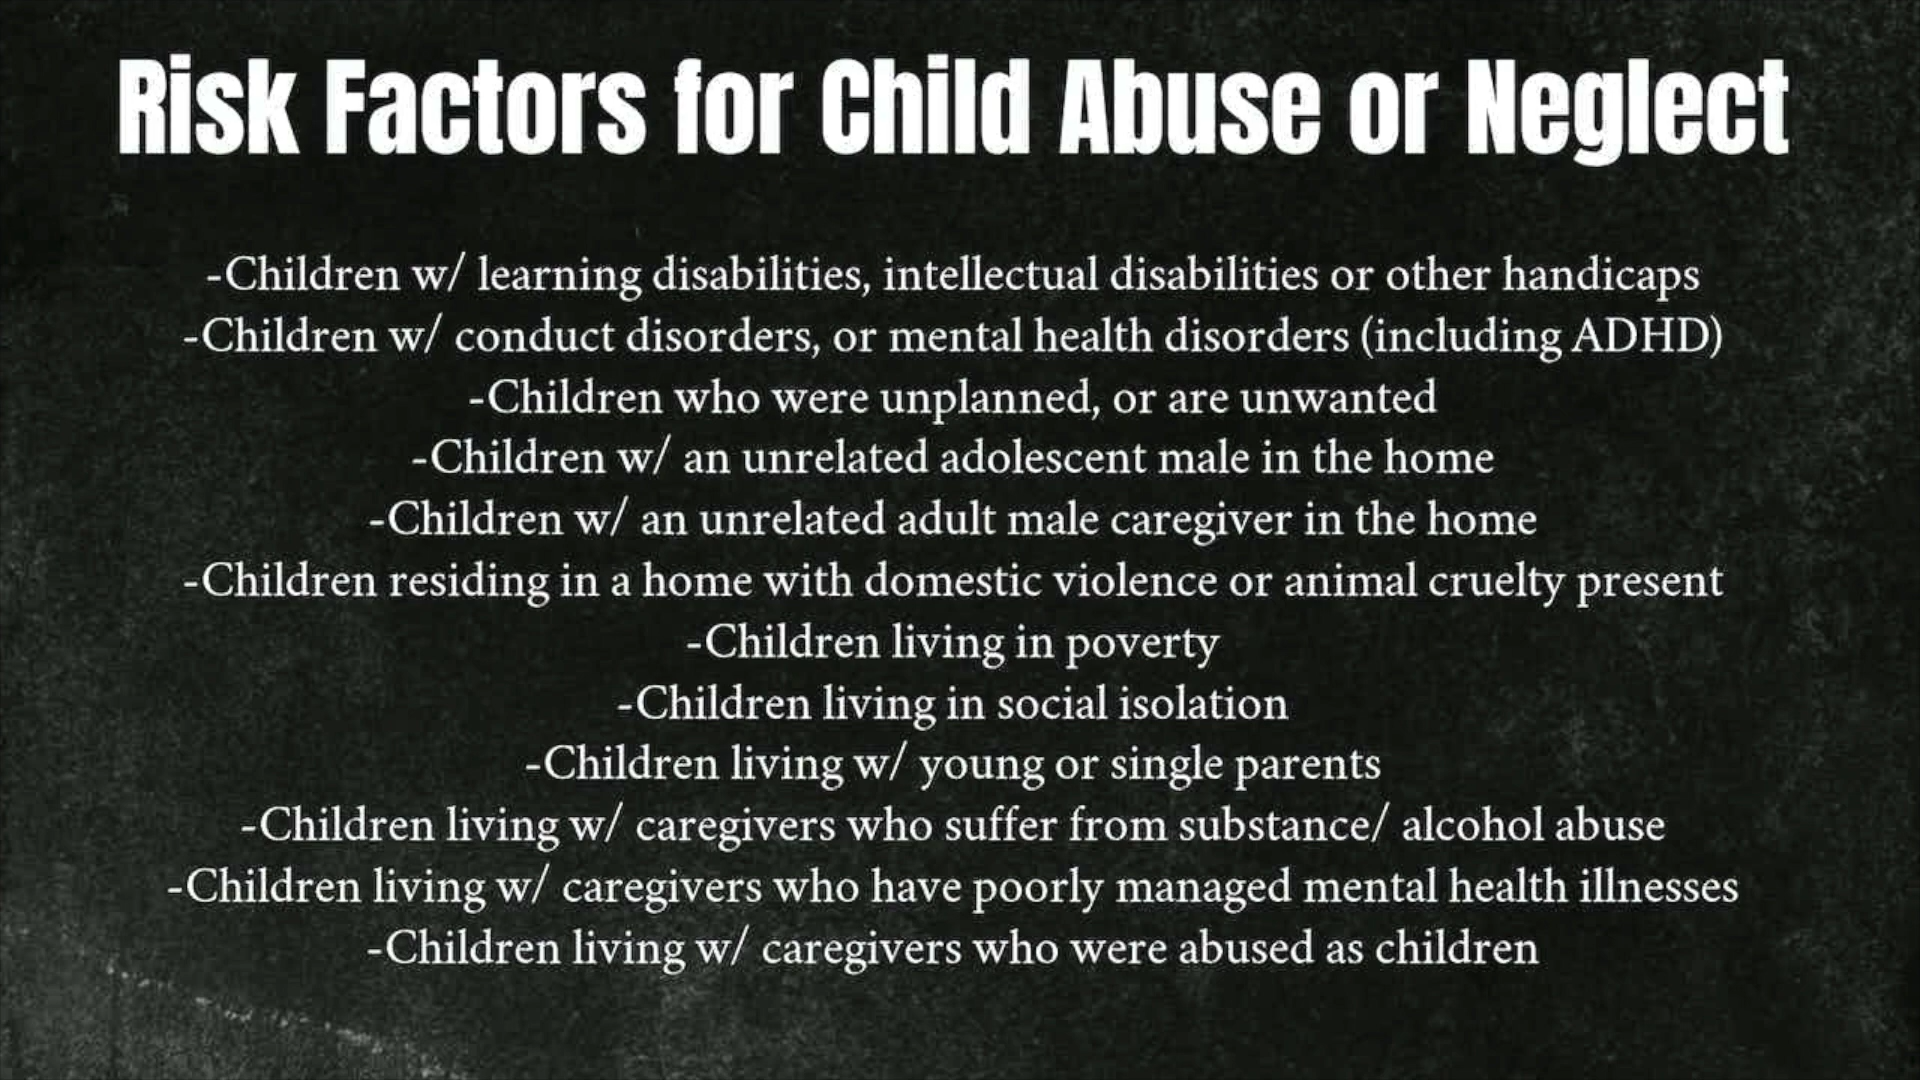 Risk Factors for Child Abuse or Neglect
-Children w/ learning disabilities, intellectual disabilities or other handicaps
-Children w/ conduct disorders, or mental health disorders (including ADHD)
-Children who were unplanned, or are unwanted
-Children w/ an unrelated adolescent male in the home
-Children w/ an unrelated adult male caregiver in the home
-Children residing in a home with domestic violence or animal cruelty present
-Children living in poverty
-Children living in social isolation
-Children living w/ young or single parents
-Children living w/ caregivers who suffer from substance/ alcohol abuse
-Children living w/ caregivers who have poorly managed mental health illnesses
-Children living w/ caregivers who were abused as children